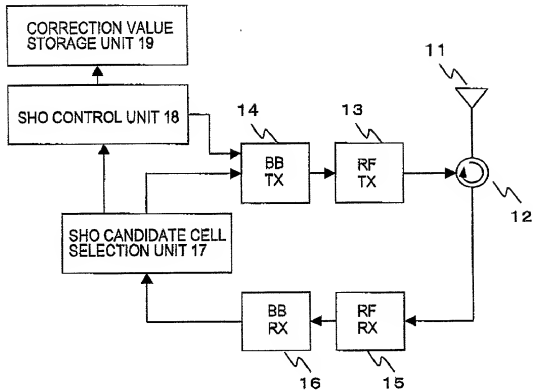 CORRECTION VALUE
STORAGE UNIT 19
SHO CONTROL UNIT 18
14
13
11
BB
TX
RF
TX
12
SHO CANDIDATE CELL
SELECTION UNIT 17
BB
RX
RF
RX
16
15